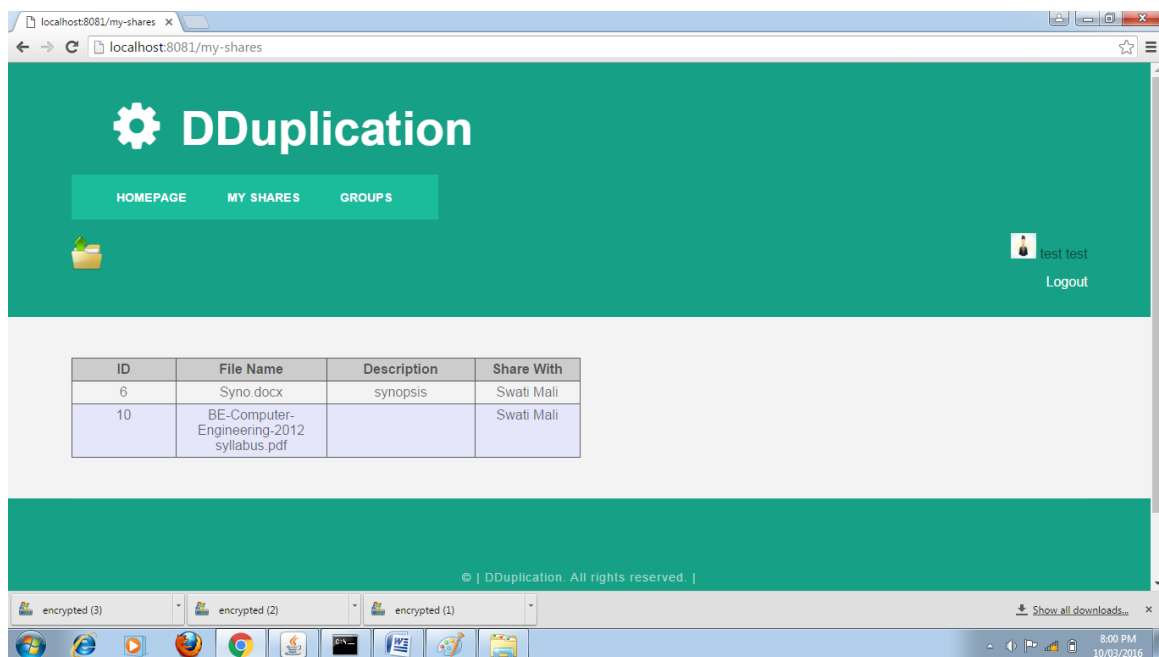 localhost:8081/my-shares
localhost:8081/my-shares
DDuplication
HOMEPAGE MY SHARES GROUPS
test test
Logout
ID File Name Description Share With
6 Syno.docx synopsis Swati Mali
10 BE-Computer- Swati Mali
Engineering-2012
syllabus.pdf
© | DDuplication. All rights reserved. |
encrypted (3) encrypted (2) encrypted (1) Show all downloads...
8:00 PM
10/03/2016